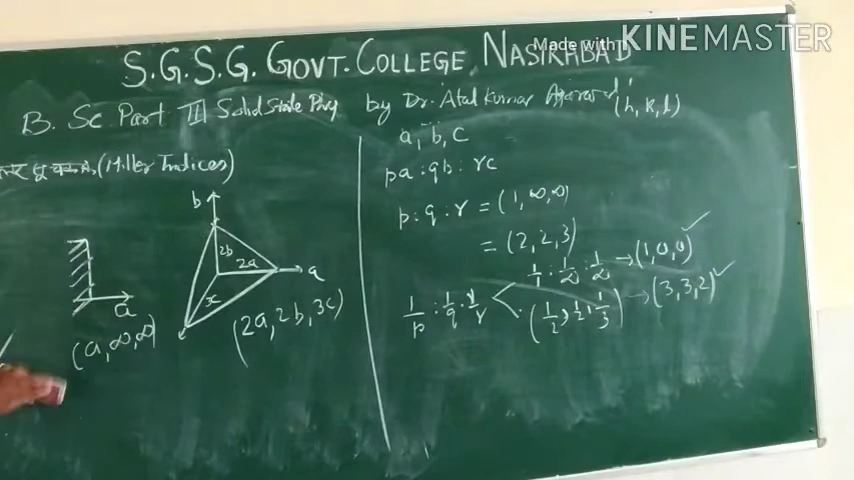 Made with KINEMASTER
S.G.S.G. GOVT. COLLEGE, NASIRABAD
B. Sc Part III Solid State Phy by Dr. Atal Kumar
(h, k, l)
(Miller Indices)
a, b, c
pa : qb : rc
p : q : r = (1, ∞, ∞)
= (2, 2, 3)
1/1 : 1/∞ : 1/∞ → (1, 0, 0) ✓
1/p : 1/q : 1/r
(1/2, 1/2, 1/3) → (3, 3, 2) ✓
b
2b
2a
a
c
(2a, 2b, 3c)
a
(a, ∞, ∞)